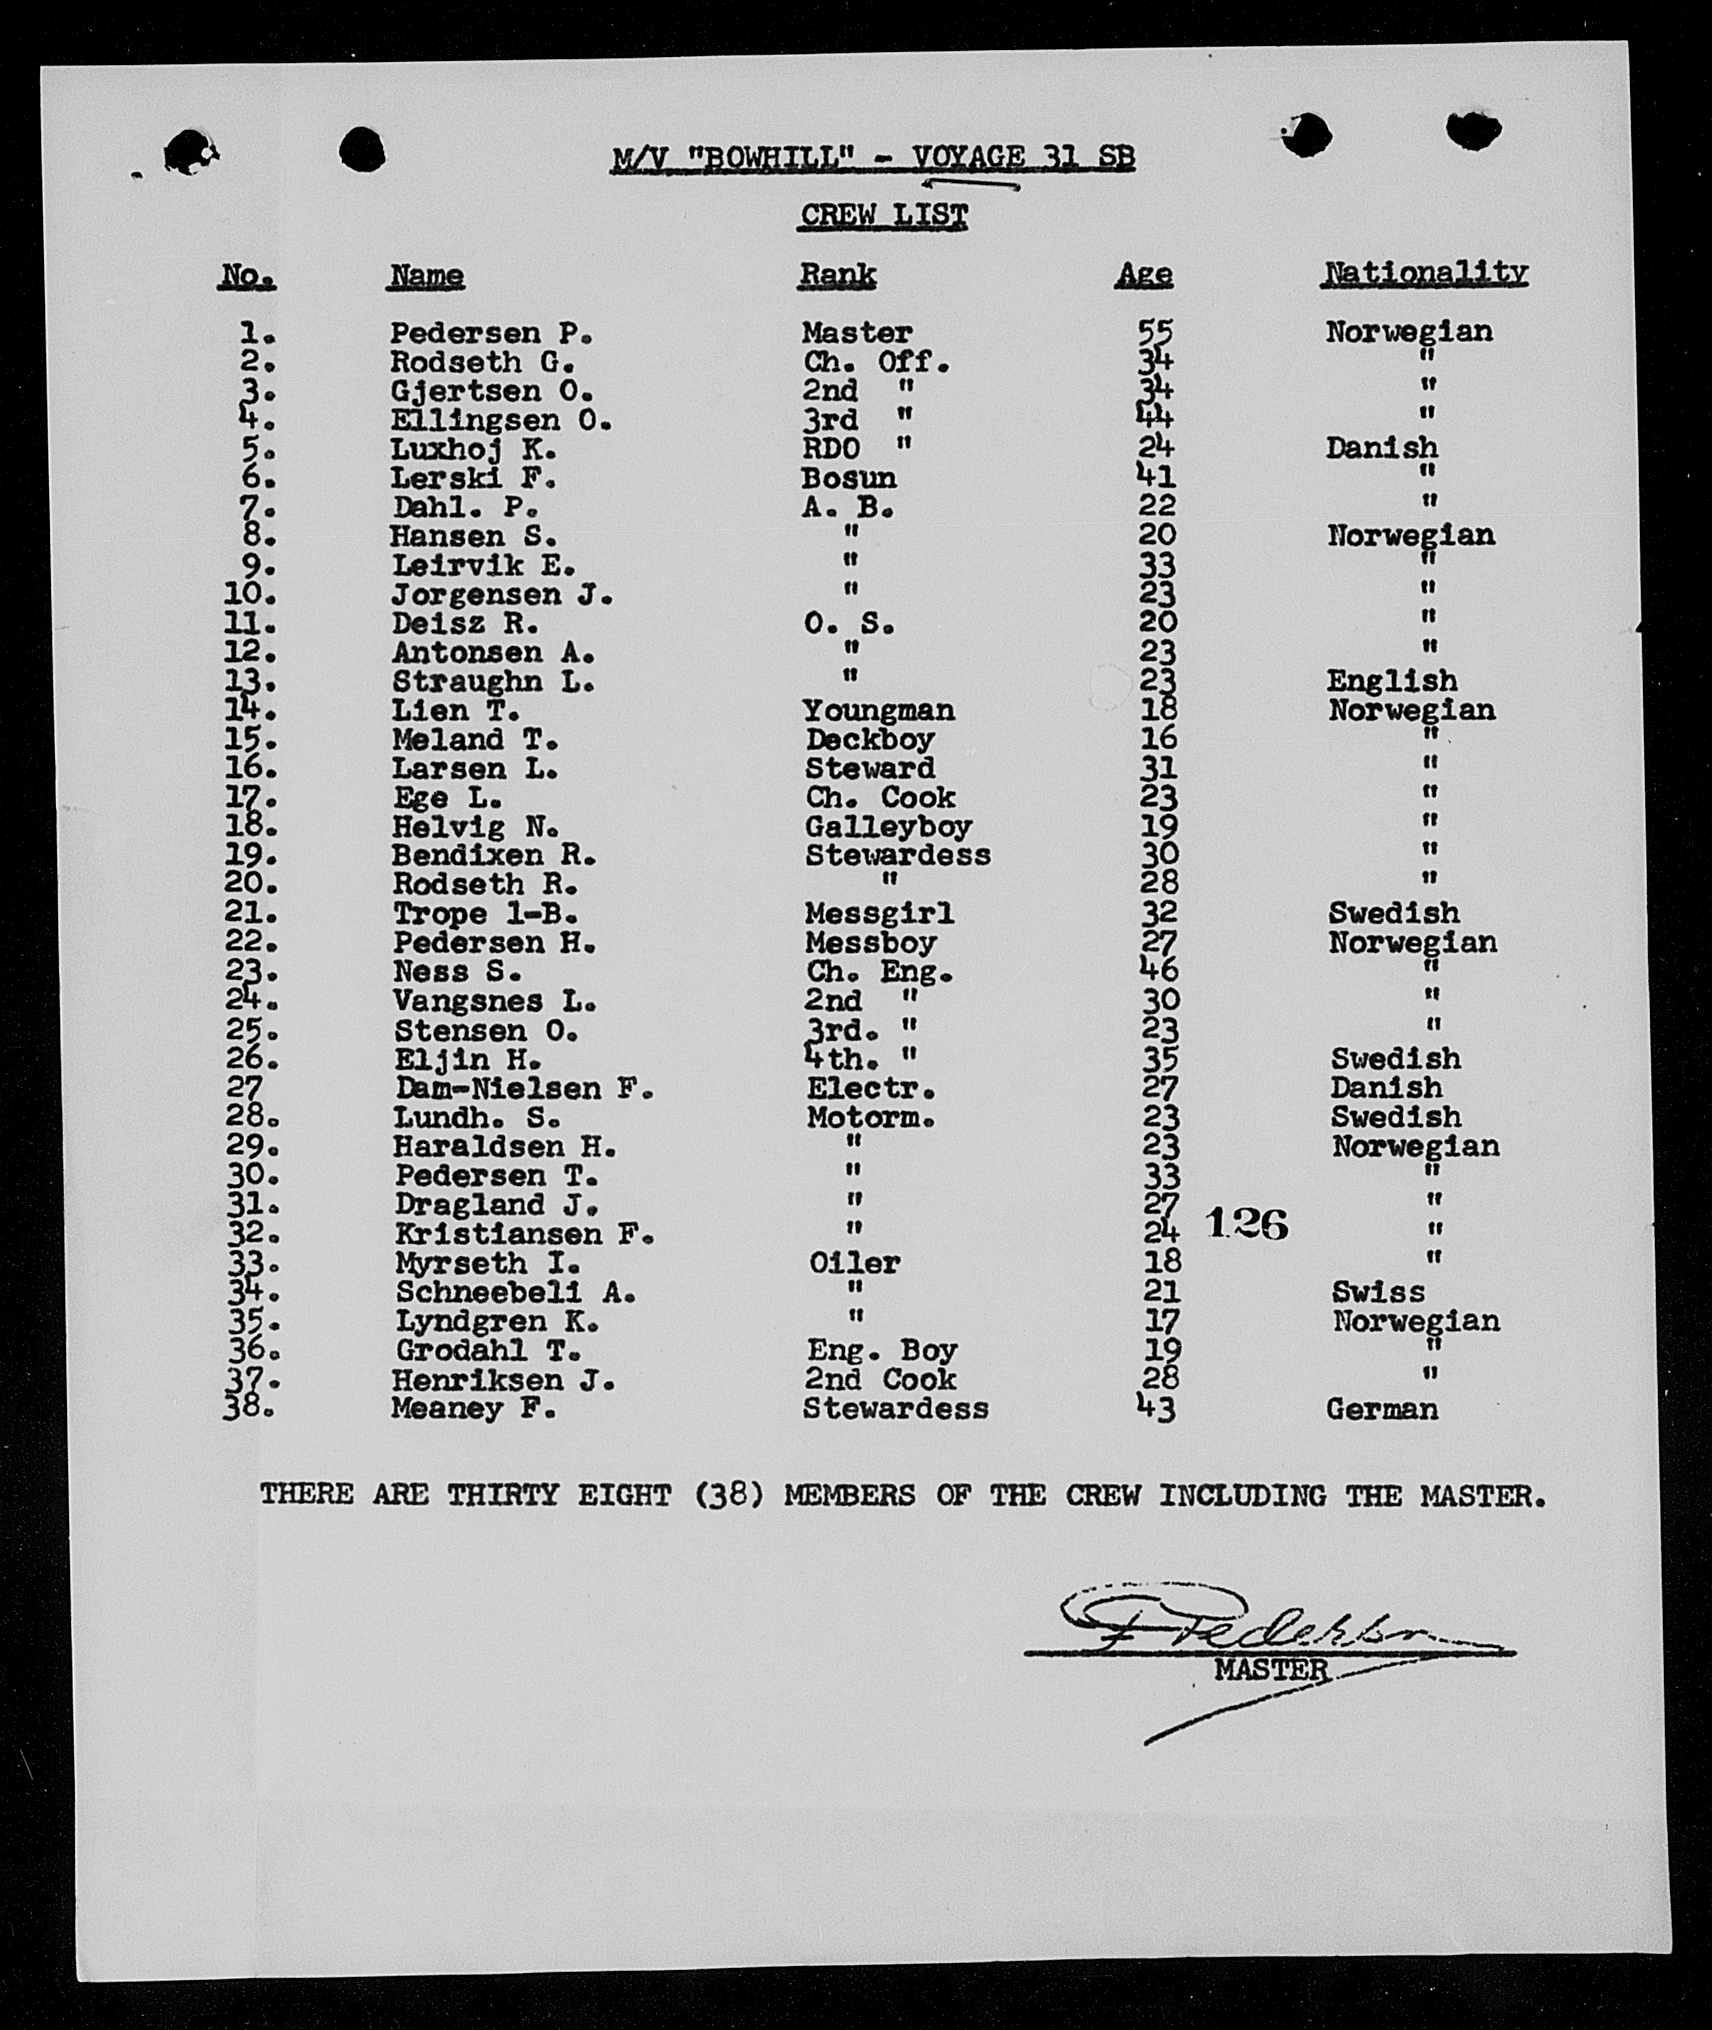 M/V "BOWHILL" - VOYAGE 31 SB
CREW LIST
No. Name Rank Age Nationality
1. Pedersen P. Master 55 Norwegian
2. Rodseth G. Ch. Off. 34 "
3. Gjertsen O. 2nd " 34 "
4. Ellingsen O. 3rd " 44 "
5. Luxhoj K. RDO " 24 Danish
6. Lerski F. Bosun 41 "
7. Dahl. P. A. B. 22 "
8. Hansen S. " 20 Norwegian
9. Leirvik E. " 33 "
10. Jorgensen J. " 23 "
11. Deisz R. O. S. 20 "
12. Antonsen A. " 23 "
13. Straughn L. " 23 English
14. Lien T. Youngman 18 Norwegian
15. Meland T. Deckboy 16 "
16. Larsen L. Steward 31 "
17. Ege L. Ch. Cook 23 "
18. Helvig N. Galleyboy 19 "
19. Bendixen R. Stewardess 30 "
20. Rodseth R. " 28 "
21. Trope l-B. Messgirl 32 Swedish
22. Pedersen H. Messboy 27 Norwegian
23. Ness S. Ch. Eng. 46 "
24. Vangsnes L. 2nd " 30 "
25. Stensen O. 3rd. " 23 "
26. Eljin H. 4th. " 35 Swedish
27 Dam-Nielsen F. Electr. 27 Danish
28. Lundh. S. Motorm. 23 Swedish
29. Haraldsen H. " 23 Norwegian
30. Pedersen T. " 33 "
31. Dragland J. " 27 "
32. Kristiansen F. " 24 126 "
33. Myrseth I. Oiler 18 "
34. Schneebeli A. " 21 Swiss
35. Lyndgren K. " 17 Norwegian
36. Grodahl T. Eng. Boy 19 "
37. Henriksen J. 2nd Cook 28 "
38. Meaney F. Stewardess 43 German
THERE ARE THIRTY EIGHT (38) MEMBERS OF THE CREW INCLUDING THE MASTER.
P Pedersen
MASTER